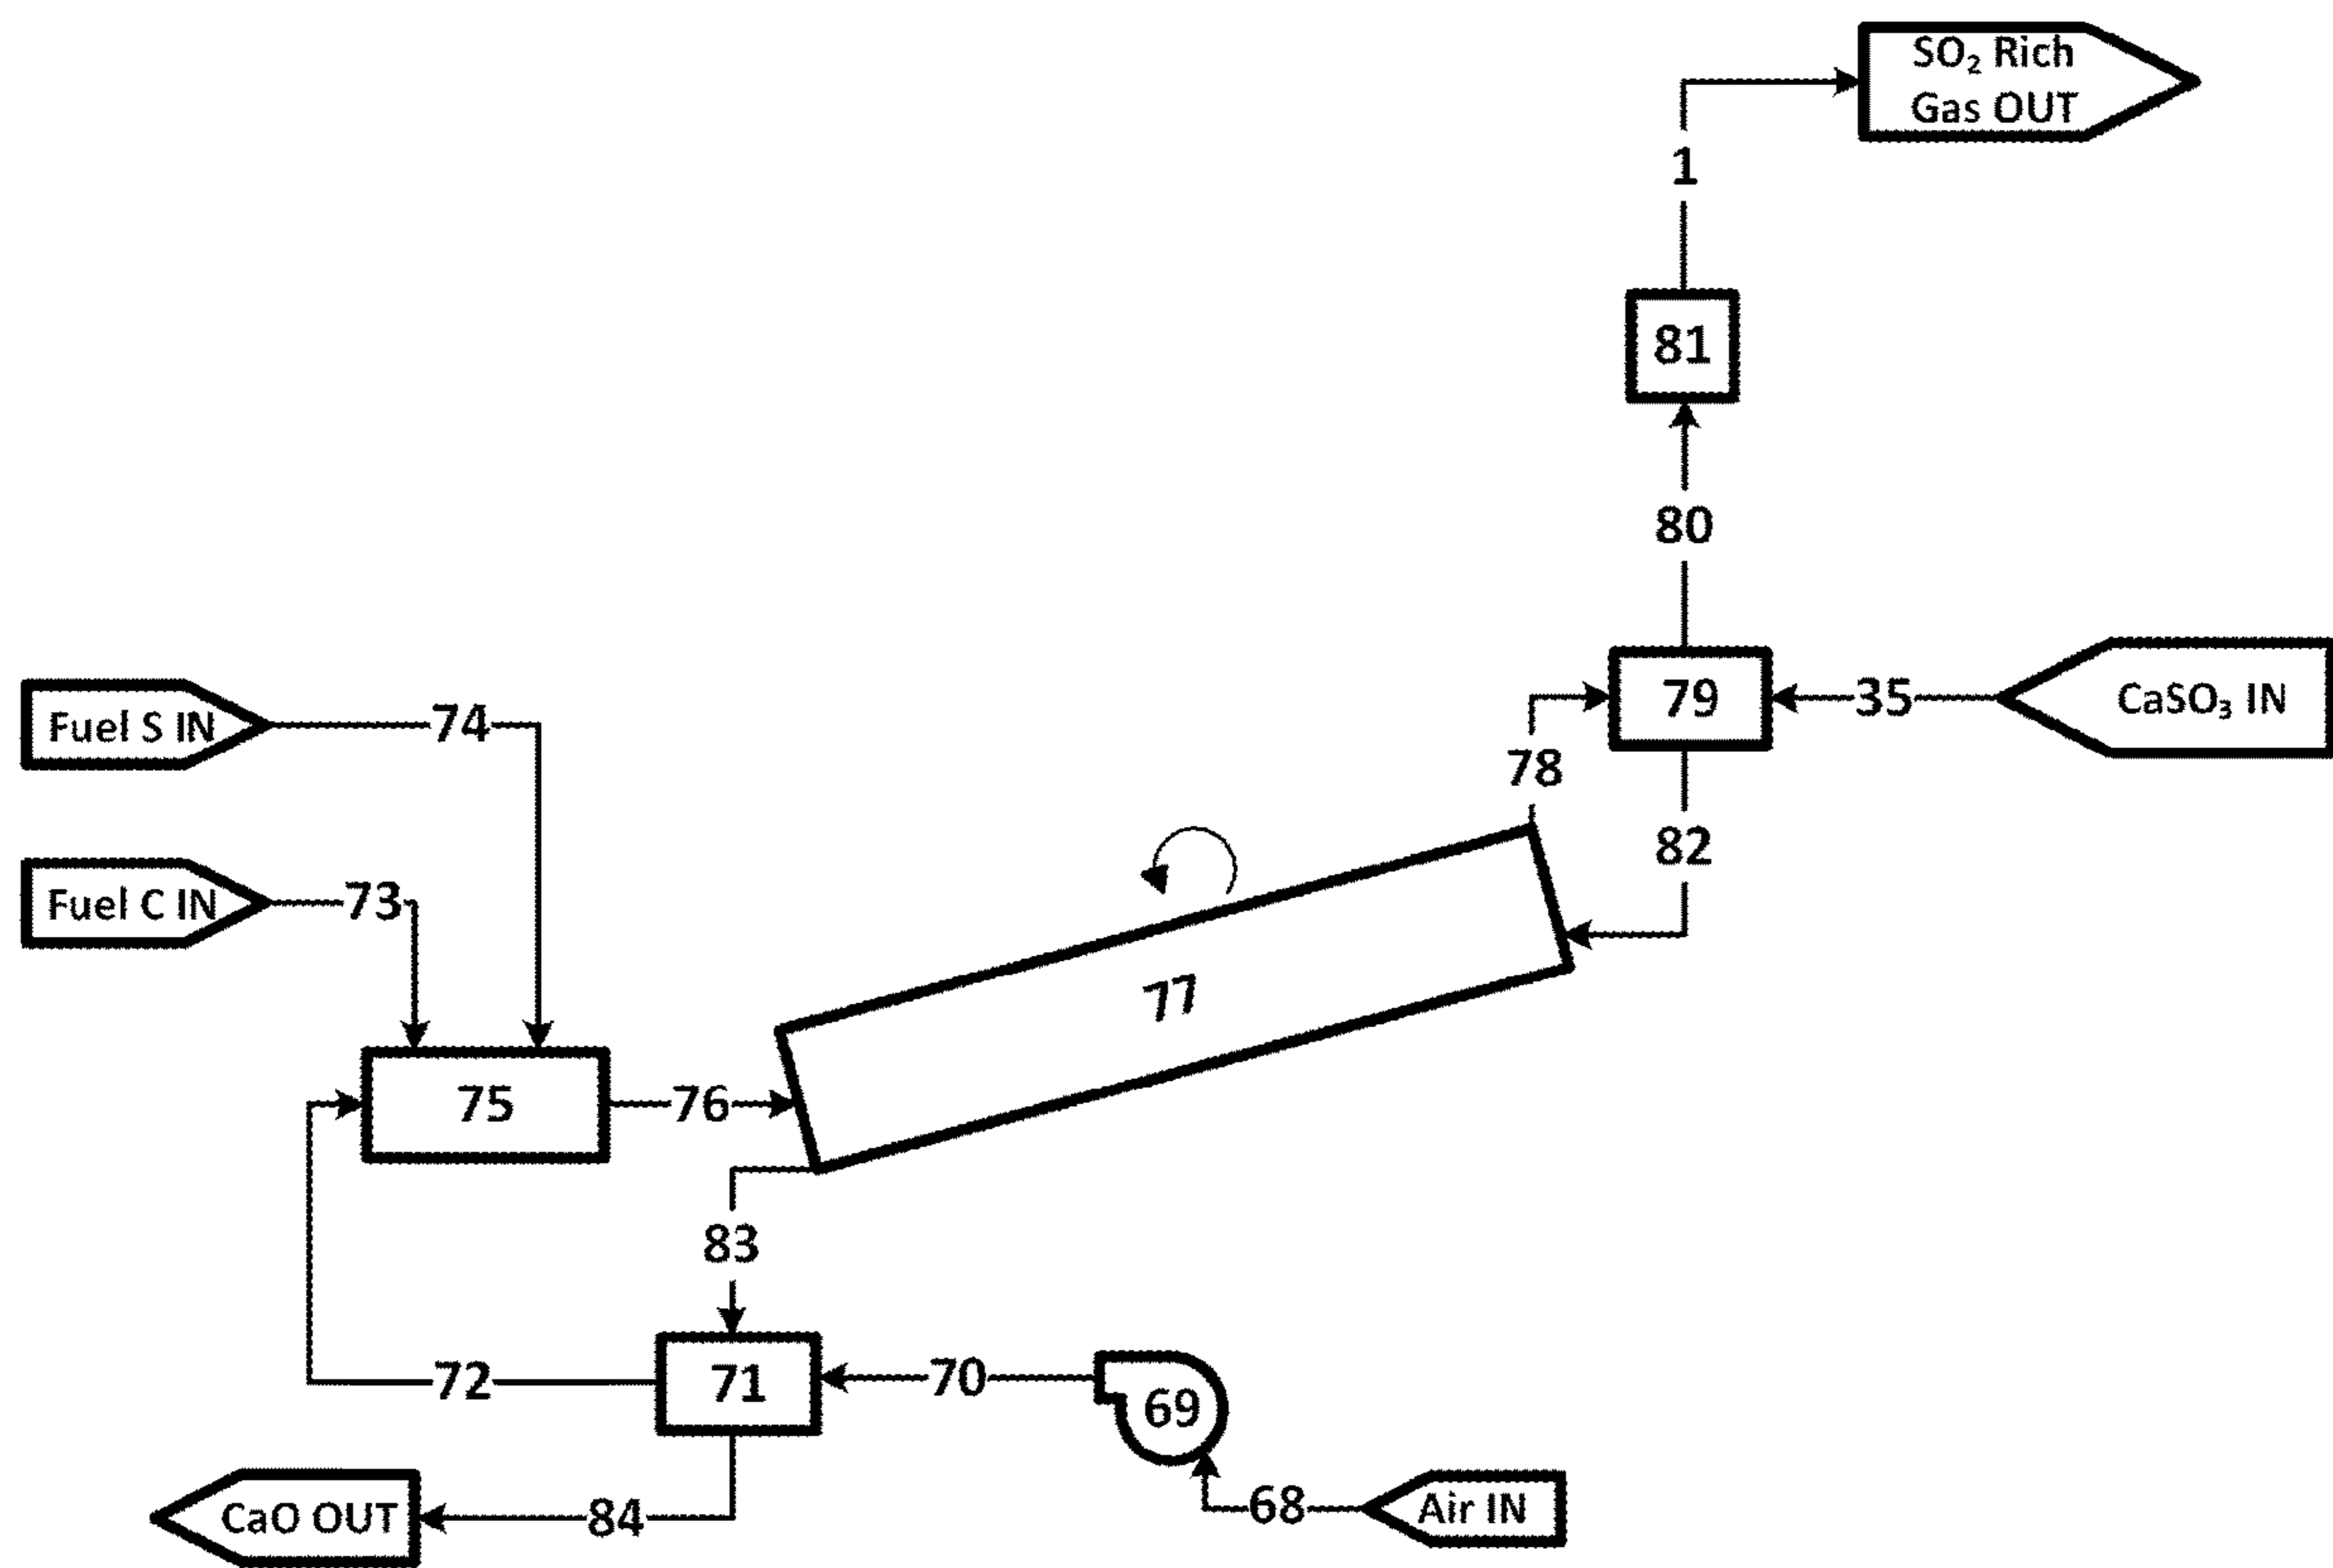 SO₂ Rich
Gas OUT
1
81
80
79
35
CaSO₃ IN
Fuel S IN
74
78
82
Fuel C IN
73
77
75
76
83
72
71
70
69
CaO OUT
84
68
Air IN